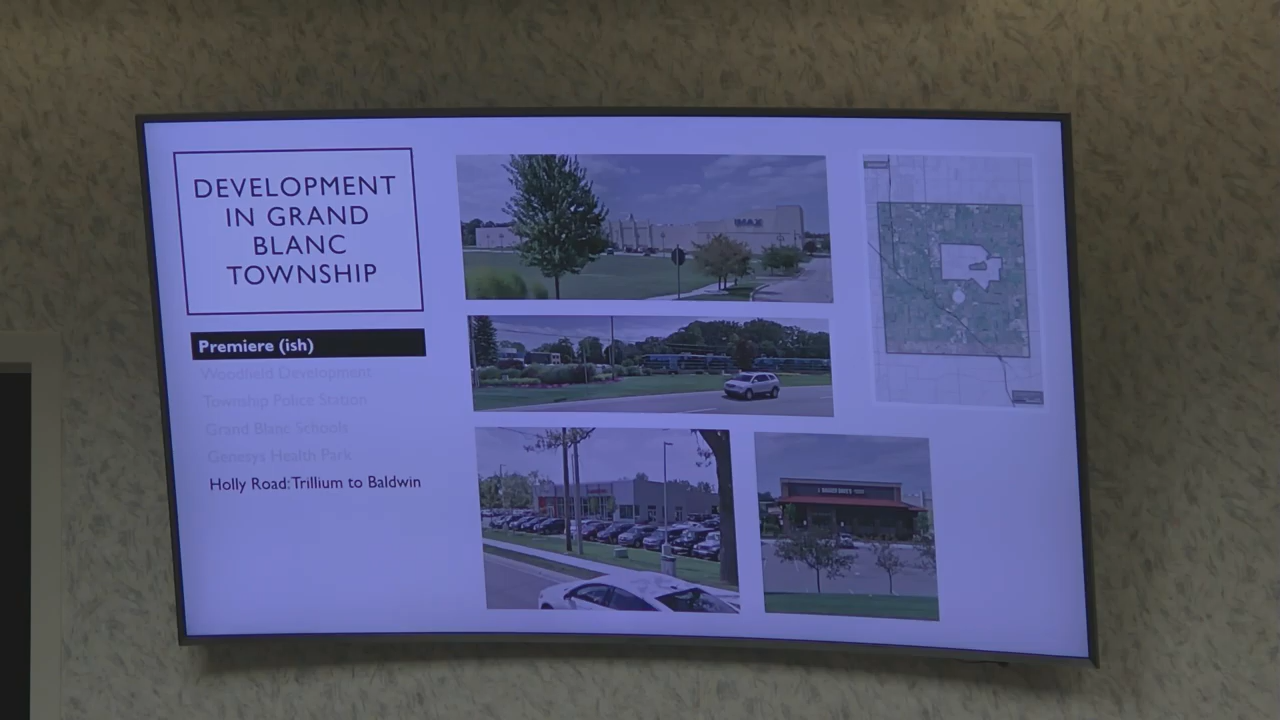 DEVELOPMENT
IN GRAND
BLANC
TOWNSHIP
Premiere (ish)
Woodfield Development
Township Police Station
Grand Blanc Schools
Genesys Health Park
Holly Road: Trillium to Baldwin
IMAX